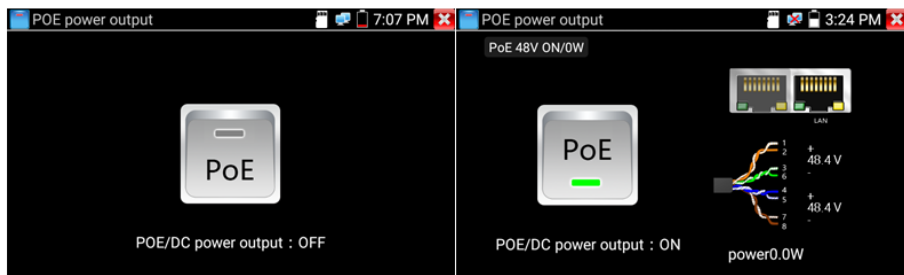 POE power output
7:07 PM
PoE
POE/DC power output : OFF
POE power output
3:24 PM
PoE 48V ON/0W
LAN
PoE
1
2
+
48.4 V
3
6
-
4
5
+
48.4 V
7
8
-
POE/DC power output : ON
power0.0W